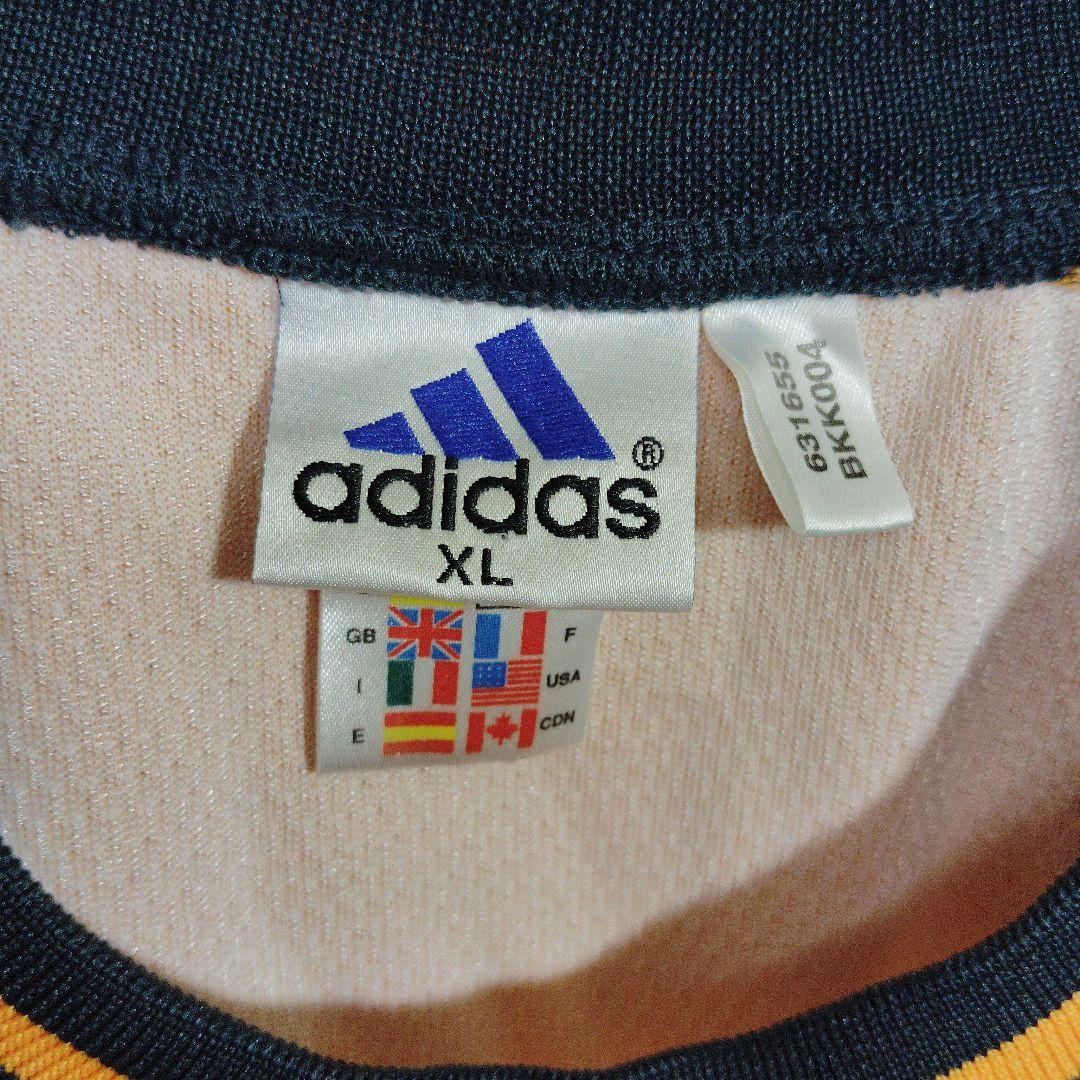 adidas®
XL
GB F
I USA
E CDN
631655
BKK004